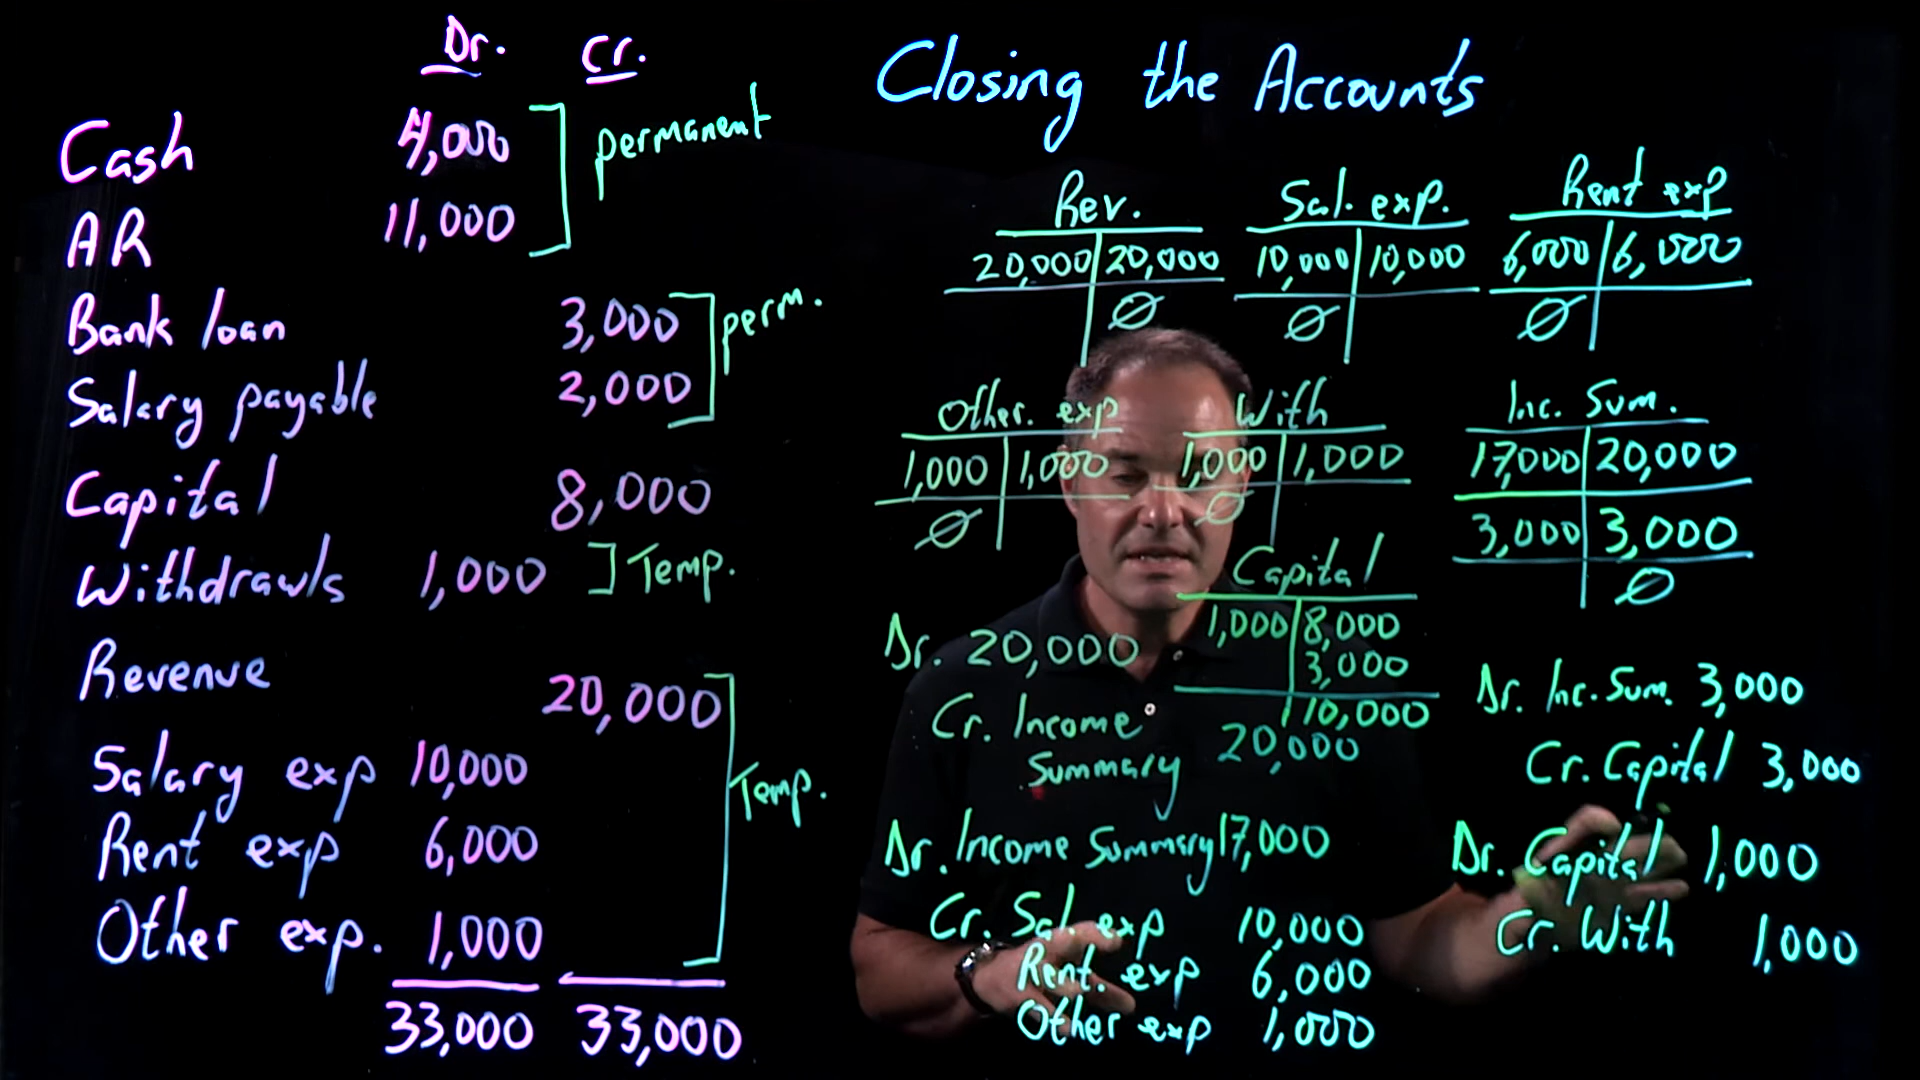 Dr. Cr.
Cash 4,000
permanent
AR 11,000
Bank loan 3,000
perm.
Salary payable 2,000
Capital 8,000
Withdrawls 1,000 Temp.
Revenue 20,000
Salary exp 10,000
Temp.
Rent exp 6,000
Other exp. 1,000
33,000 33,000
Closing the Accounts
Rev.
20,000 20,000
Ø
Sal. exp.
10,000 10,000
Ø
Rent exp
6,000 6,000
Ø
Other. exp
1,000 1,000
Ø
With
1,000 1,000
Ø
Inc. Sum.
17,000 20,000
3,000 3,000
Ø
Capital
1,000 8,000
3,000
10,000
Dr. 20,000
Cr. Income
Summary 20,000
Dr. Income Summary 17,000
Cr. Sal. exp 10,000
Rent. exp 6,000
Other exp 1,000
Dr. Inc. Sum. 3,000
Cr. Capital 3,000
Dr. Capital 1,000
Cr. With 1,000